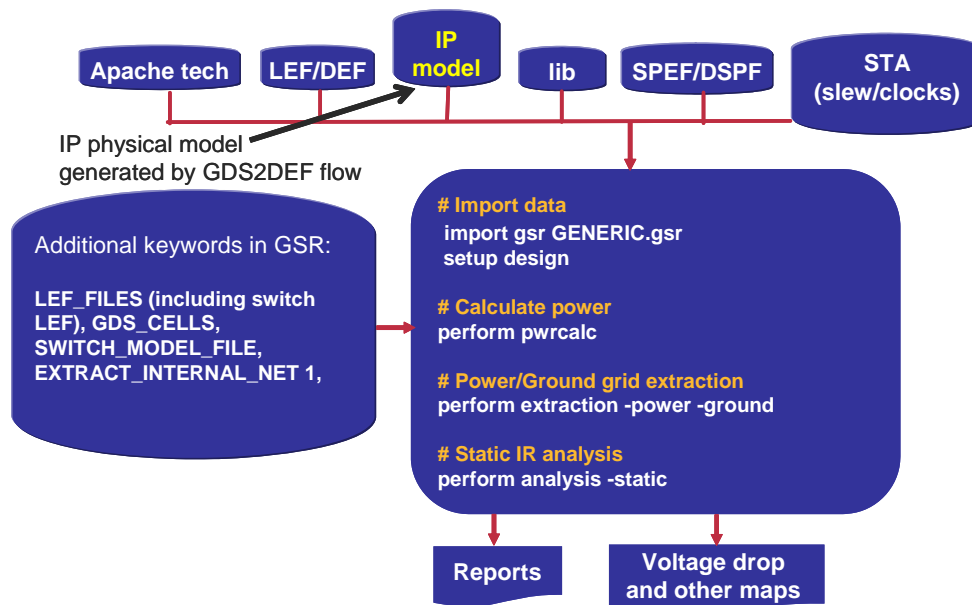 Apache tech
LEF/DEF
IP
model
lib
SPEF/DSPF
STA
(slew/clocks)
IP physical model
generated by GDS2DEF flow
Additional keywords in GSR:
LEF_FILES (including switch
LEF), GDS_CELLS,
SWITCH_MODEL_FILE,
EXTRACT_INTERNAL_NET 1,
# Import data
import gsr GENERIC.gsr
setup design
# Calculate power
perform pwrcalc
# Power/Ground grid extraction
perform extraction -power -ground
# Static IR analysis
perform analysis -static
Reports
Voltage drop
and other maps